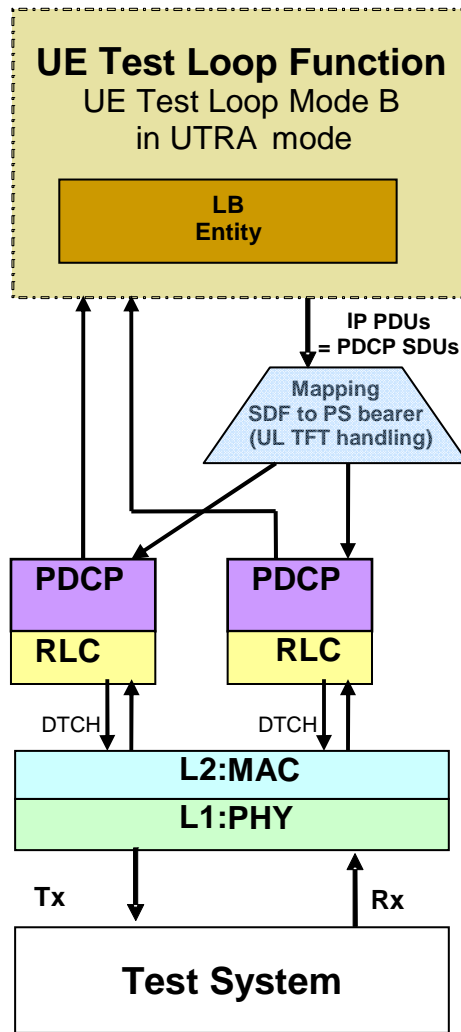 UE Test Loop Function
UE Test Loop Mode B
in UTRA mode
LB
Entity
IP PDUs
= PDCP SDUs
Mapping
SDF to PS bearer
(UL TFT handling)
PDCP
PDCP
RLC
RLC
DTCH
DTCH
L2:MAC
L1:PHY
Tx
Rx
Test System